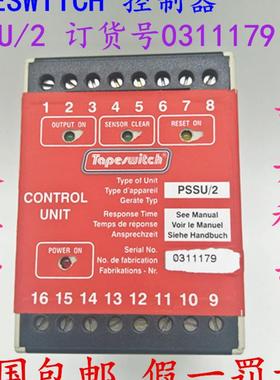 ESWITCH 控制器
SU/2 订货号0311179
1 2 3 4 5 6 7 8
OUTPUT ON
SENSOR CLEAR
RESET ON
Tapeswitch
CONTROL
UNIT
Type of Unit
Type d'appareil
Gerate Typ
PSSU/2
Response Time
Temps de réponse
Ansprechzeit
See Manual
Voir le Manuel
Siehe Handbuch
POWER ON
Serial No.
No. de fabrication
Fabrikations - Nr.
0311179
16 15 14 13 12 11 10 9
国包邮 假一罚